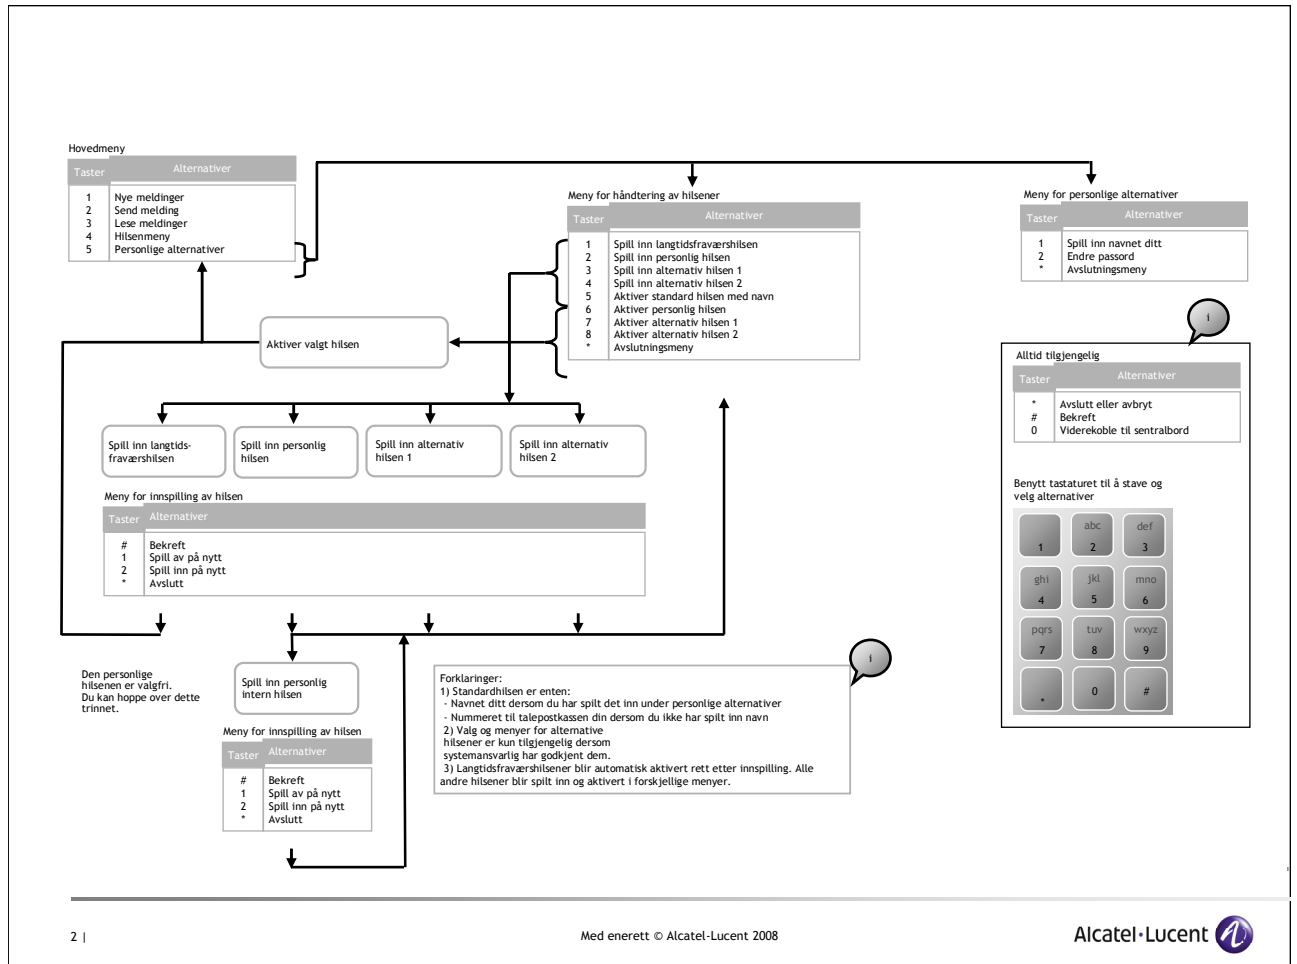 Hovedmeny
Taster Alternativer
1 Nye meldinger
2 Send melding
3 Lese meldinger
4 Hilsenmeny
5 Personlige alternativer
Meny for håndtering av hilsener
Taster Alternativer
1 Spill inn langtidsfraværshilsen
2 Spill inn personlig hilsen
3 Spill inn alternativ hilsen 1
4 Spill inn alternativ hilsen 2
5 Aktiver standard hilsen med navn
6 Aktiver personlig hilsen
7 Aktiver alternativ hilsen 1
8 Aktiver alternativ hilsen 2
* Avslutningsmeny
Meny for personlige alternativer
Taster Alternativer
1 Spill inn navnet ditt
2 Endre passord
* Avslutningsmeny
Aktiver valgt hilsen
i
Alltid tilgjengelig
Taster Alternativer
* Avslutt eller avbryt
# Bekreft
0 Viderekoble til sentralbord
Benytt tastaturet til å stave og
velg alternativer
abc def
1 2 3
ghi jkl mno
4 5 6
pqrs tuv wxyz
7 8 9
* 0 #
Spill inn langtids-
fraværshilsen
Spill inn personlig
hilsen
Spill inn alternativ
hilsen 1
Spill inn alternativ
hilsen 2
Meny for innspilling av hilsen
Taster Alternativer
# Bekreft
1 Spill av på nytt
2 Spill inn på nytt
* Avslutt
Den personlige
hilsenen er valgfri.
Du kan hoppe over dette
trinnet.
Spill inn personlig
intern hilsen
Meny for innspilling av hilsen
Taster Alternativer
# Bekreft
1 Spill av på nytt
2 Spill inn på nytt
* Avslutt
i
Forklaringer:
1) Standardhilsen er enten:
- Navnet ditt dersom du har spilt det inn under personlige alternativer
- Nummeret til talepostkassen din dersom du ikke har spilt inn navn
2) Valg og menyer for alternative
hilsener er kun tilgjengelig dersom
systemansvarlig har godkjent dem.
3) Langtidsfraværshilsener blir automatisk aktivert rett etter innspilling. Alle
andre hilsener blir spilt inn og aktivert i forskjellige menyer.
2 |
Med enerett © Alcatel-Lucent 2008
Alcatel·Lucent